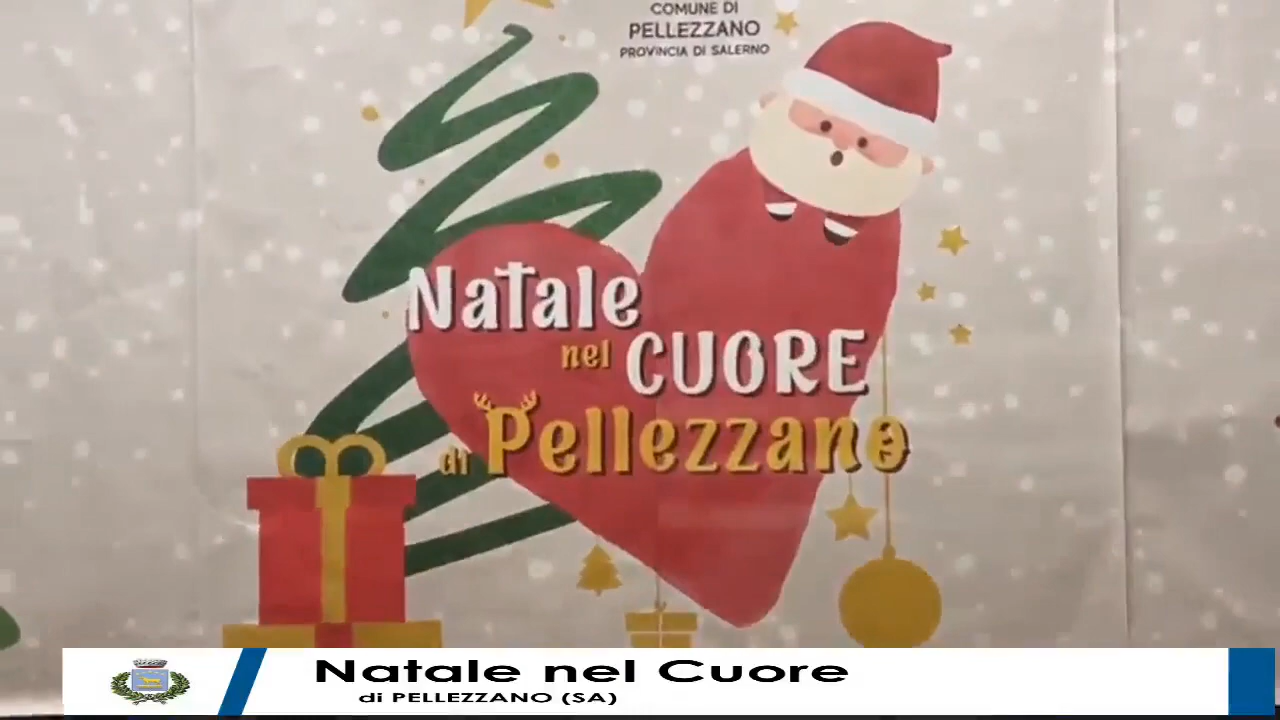 COMUNE DI
PELLEZZANO
PROVINCIA DI SALERNO
Natale
nel CUORE
di Pellezzano
Natale nel Cuore
di PELLEZZANO (SA)